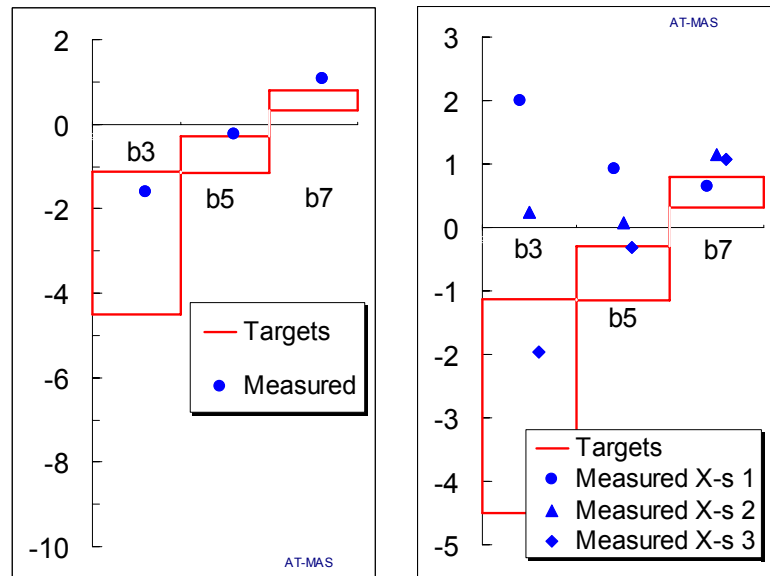 2
0
-2
-4
-6
-8
-10
b3
b5
b7
Targets
Measured
AT-MAS
AT-MAS
3
2
1
0
-1
-2
-3
-4
-5
b3
b5
b7
Targets
Measured X-s 1
Measured X-s 2
Measured X-s 3